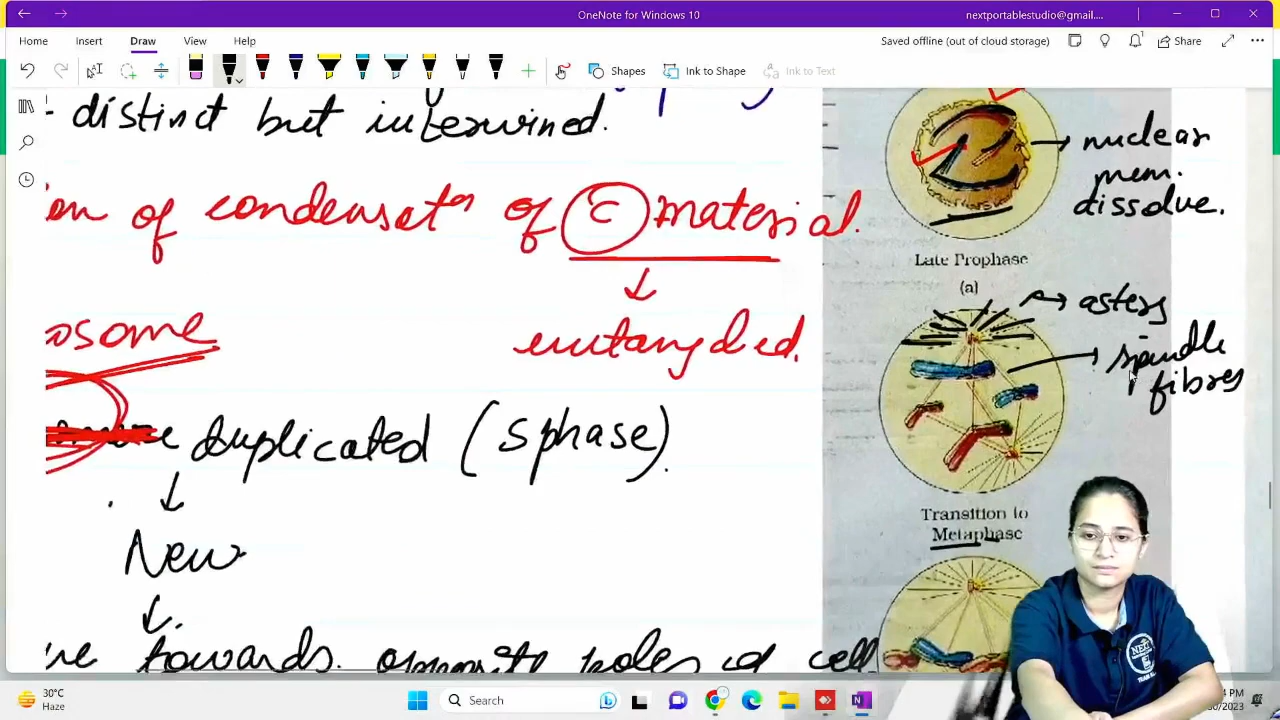 OneNote for Windows 10
nextportablestudio@gmail....
Home Insert Draw View Help
Saved offline (out of cloud storage)
Share
Shapes
Ink to Shape
Ink to Text
- distinct but interwined.
nuclear
mem.
dissolve.
of condensatn of C material.
Late Prophase
(a)
asters
osome
entangded.
spindle
fibres
duplicated (S phase)
Transition to
Metaphase
New
towards opposite poles of cell
30°C
Haze
Search